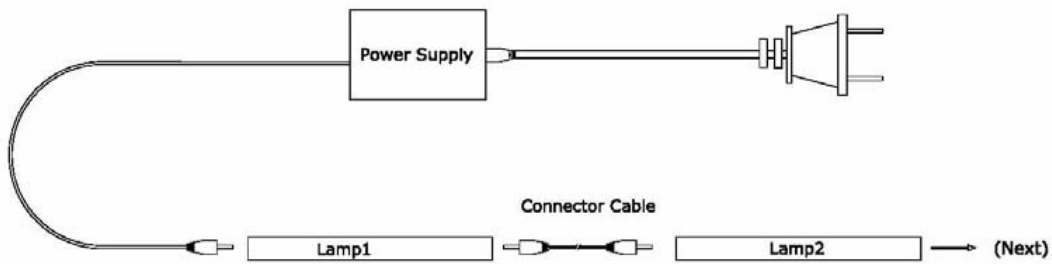 Power Supply
Connector Cable
Lamp1
Lamp2
(Next)